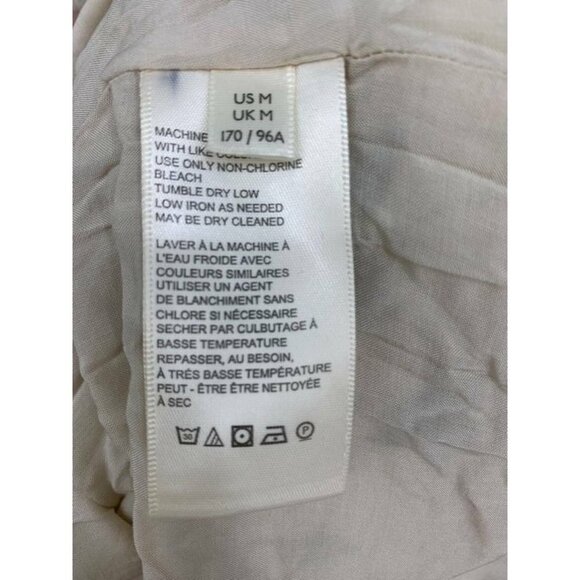 US M
UK M
170 / 96A
MACHINE
WITH LIKE
USE ONLY NON-CHLORINE
BLEACH
TUMBLE DRY LOW
LOW IRON AS NEEDED
MAY BE DRY CLEANED
LAVER À LA MACHINE À
L'EAU FROIDE AVEC
COULEURS SIMILAIRES
UTILISER UN AGENT
DE BLANCHIMENT SANS
CHLORE SI NÉCESSAIRE
SECHER PAR CULBUTAGE À
BASSE TEMPERATURE
REPASSER, AU BESOIN,
À TRÉS BASSE TEMPÉRATURE
PEUT - ÊTRE ÊTRE NETTOYÉE
À SEC
30
P